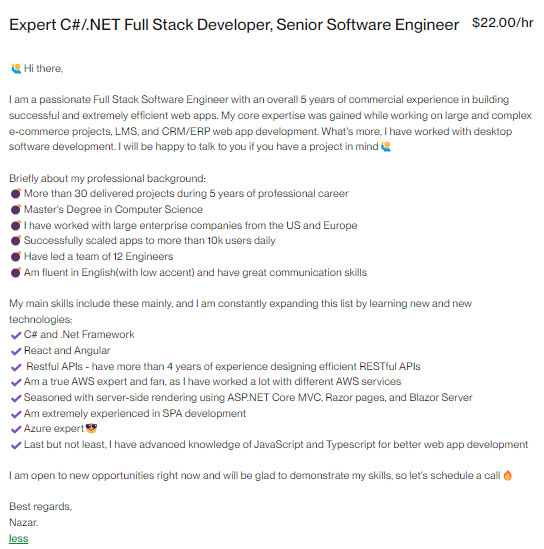 Expert C#/.NET Full Stack Developer, Senior Software Engineer $22.00/hr
🙋 Hi there,
I am a passionate Full Stack Software Engineer with an overall 5 years of commercial experience in building
successful and extremely efficient web apps. My core expertise was gained while working on large and complex
e-commerce projects, LMS, and CRM/ERP web app development. What's more, I have worked with desktop
software development. I will be happy to talk to you if you have a project in mind 🙋
Briefly about my professional background:
💣 More than 30 delivered projects during 5 years of professional career
💣 Master's Degree in Computer Science
💣 I have worked with large enterprise companies from the US and Europe
💣 Successfully scaled apps to more than 10k users daily
💣 Have led a team of 12 Engineers
💣 Am fluent in English(with low accent) and have great communication skills
My main skills include these mainly, and I am constantly expanding this list by learning new and new
technologies:
✔ C# and .Net Framework
✔ React and Angular
✔ Restful APIs - have more than 4 years of experience designing efficient RESTful APIs
✔ Am a true AWS expert and fan, as I have worked a lot with different AWS services
✔ Seasoned with server-side rendering using ASP.NET Core MVC, Razor pages, and Blazor Server
✔ Am extremely experienced in SPA development
✔ Azure expert😎
✔ Last but not least, I have advanced knowledge of JavaScript and Typescript for better web app development
I am open to new opportunities right now and will be glad to demonstrate my skills, so let's schedule a call 🔥
Best regards,
Nazar.
less